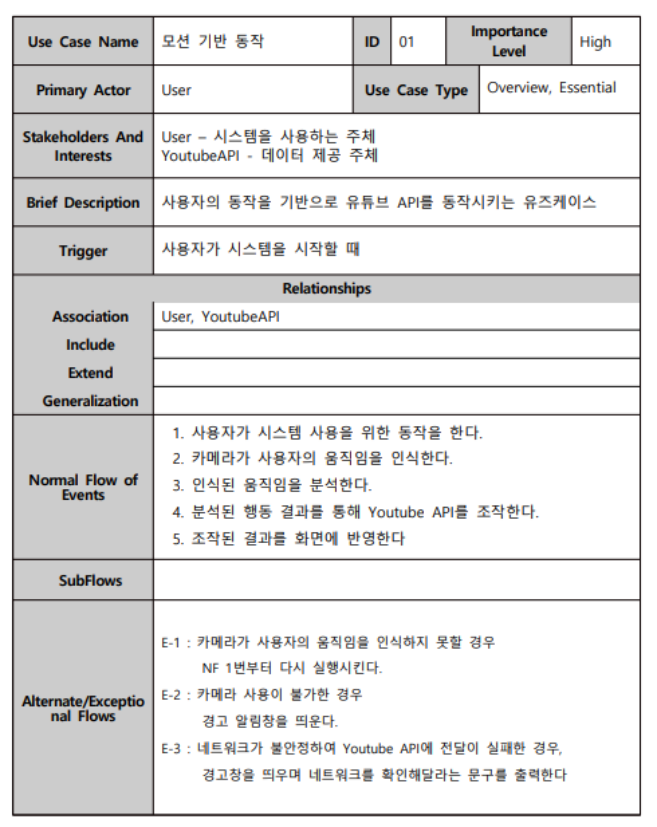 Use Case Name 모션 기반 동작 ID 01 Importance Level High
Primary Actor User Use Case Type Overview, Essential
Stakeholders And Interests
User – 시스템을 사용하는 주체
YoutubeAPI - 데이터 제공 주체
Brief Description 사용자의 동작을 기반으로 유튜브 API를 동작시키는 유즈케이스
Trigger 사용자가 시스템을 시작할 때
Relationships
Association User, YoutubeAPI
Include
Extend
Generalization
Normal Flow of Events
1. 사용자가 시스템 사용을 위한 동작을 한다.
2. 카메라가 사용자의 움직임을 인식한다.
3. 인식된 움직임을 분석한다.
4. 분석된 행동 결과를 통해 Youtube API를 조작한다.
5. 조작된 결과를 화면에 반영한다
SubFlows
Alternate/Exceptio
nal Flows
E-1 : 카메라가 사용자의 움직임을 인식하지 못할 경우
NF 1번부터 다시 실행시킨다.
E-2 : 카메라 사용이 불가한 경우
경고 알림창을 띄운다.
E-3 : 네트워크가 불안정하여 Youtube API에 전달이 실패한 경우,
경고창을 띄우며 네트워크를 확인해달라는 문구를 출력한다